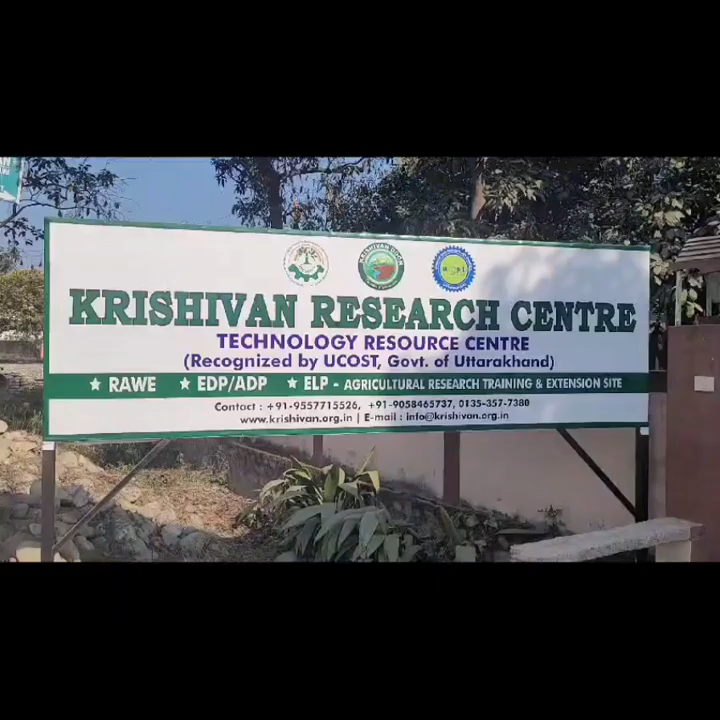 KRISHIVAN RESEARCH CENTRE
TECHNOLOGY RESOURCE CENTRE
(Recognized by UCOST, Govt. of Uttarakhand)
★ RAWE ★ EDP/ADP ★ ELP - AGRICULTURAL RESEARCH TRAINING & EXTENSION SITE
Contact : +91-9557715526, +91-9058465737, 0135-357-7380
www.krishivan.org.in | E-mail : info@krishivan.org.in